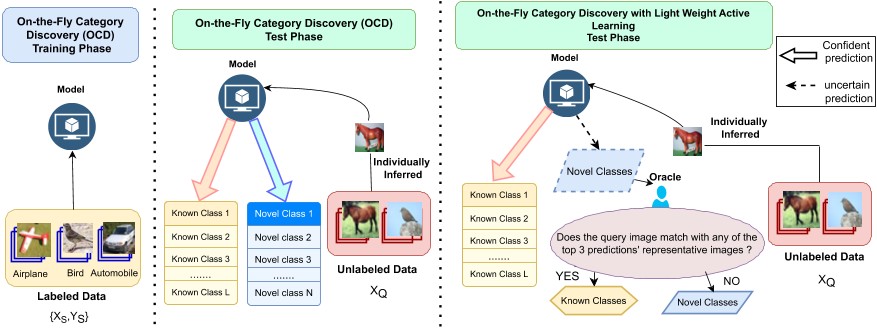 On-the-Fly Category
Discovery (OCD)
Training Phase
Model
Airplane
Bird
Automobile
Labeled Data
{XS,YS}
On-the-Fly Category Discovery (OCD)
Test Phase
Model
Individually
Inferred
Known Class 1
Known Class 2
Known Class 3
.......
Known Class L
Novel Class 1
Novel class 2
Novel class 3
.......
Novel class N
Unlabeled Data
XQ
On-the-Fly Category Discovery with Light Weight Active
Learning
Test Phase
Confident
prediction
uncertain
prediction
Model
Individually
Inferred
Novel Classes
Oracle
Known Class 1
Known Class 2
Known Class 3
.......
Known Class L
Does the query image match with any of the
top 3 predictions' representative images ?
YES
NO
Known Classes
Novel Classes
Unlabeled Data
XQ